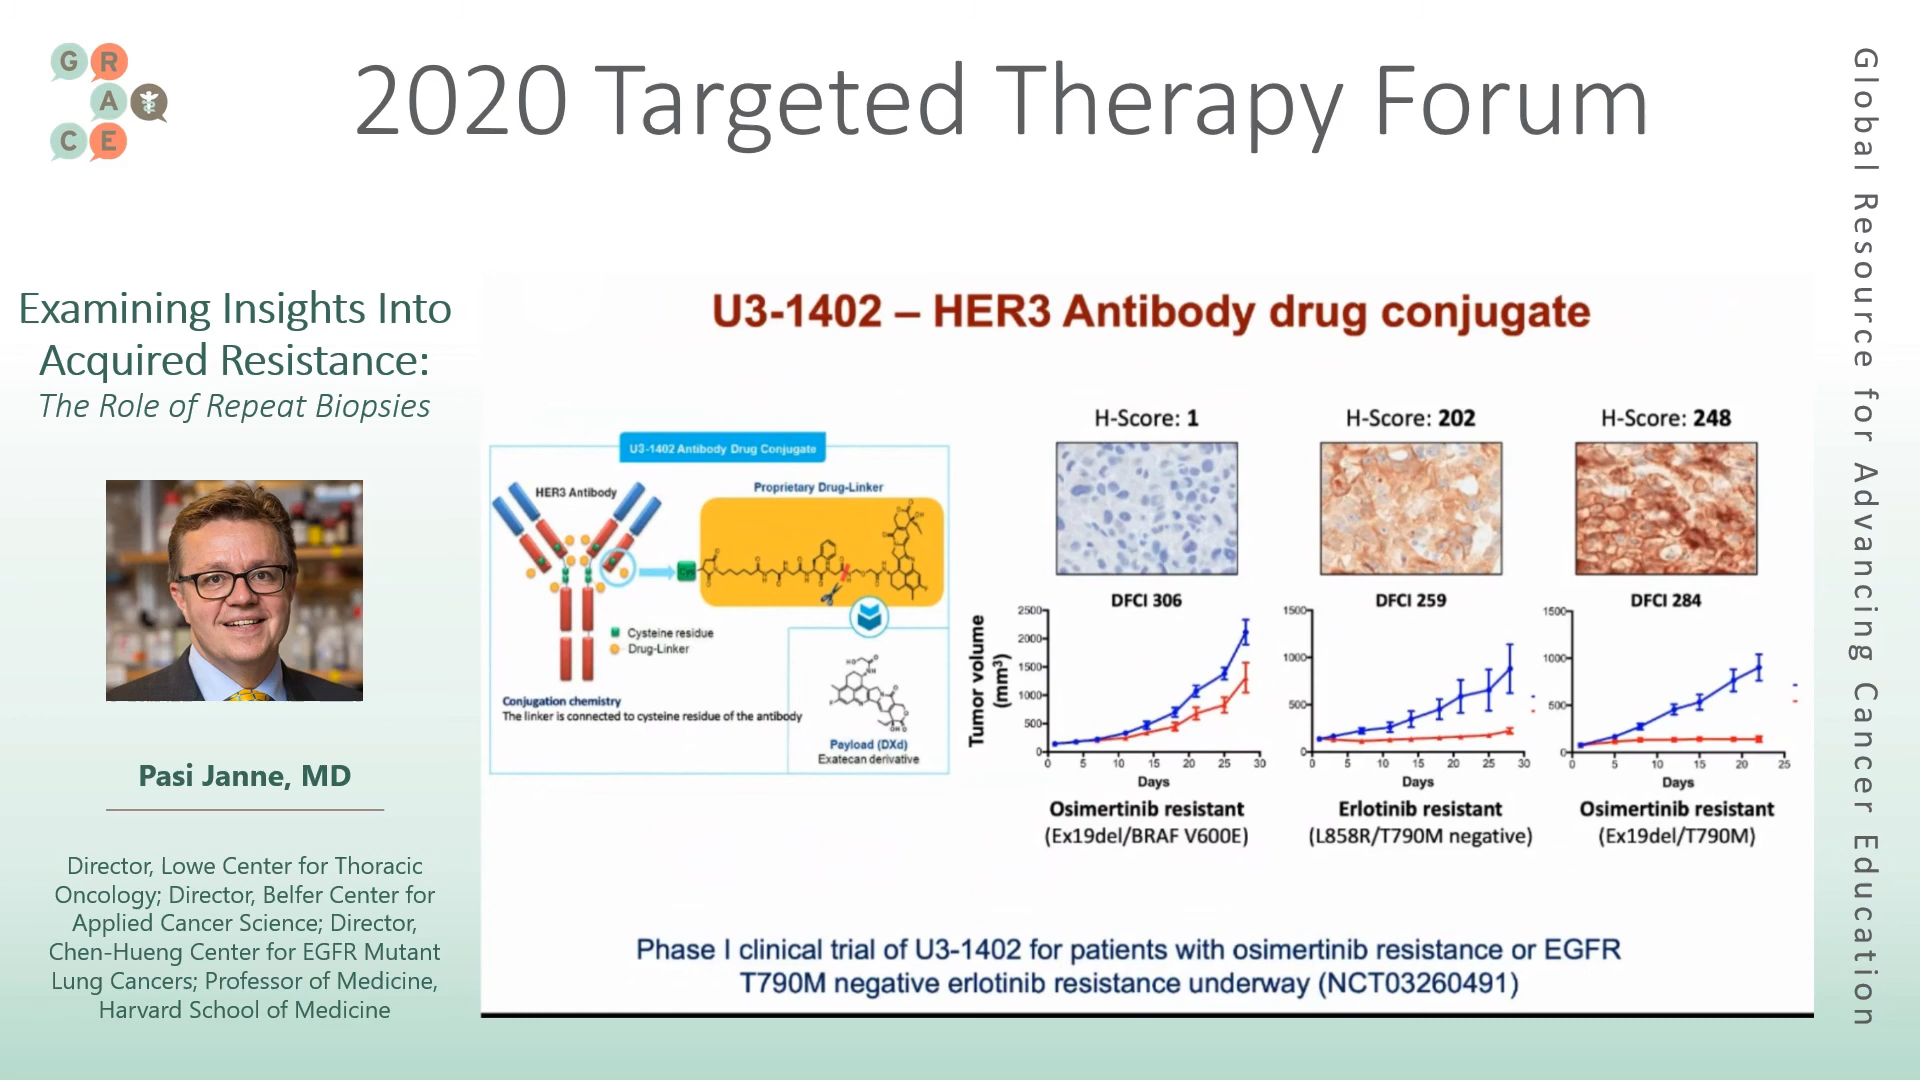 G R
A
C E
2020 Targeted Therapy Forum
Global Resource for Advancing Cancer Education
Examining Insights Into
Acquired Resistance:
The Role of Repeat Biopsies
Pasi Janne, MD
Director, Lowe Center for Thoracic
Oncology; Director, Belfer Center for
Applied Cancer Science; Director,
Chen-Hueng Center for EGFR Mutant
Lung Cancers; Professor of Medicine,
Harvard School of Medicine
U3-1402 – HER3 Antibody drug conjugate
U3-1402 Antibody Drug Conjugate
HER3 Antibody
Proprietary Drug-Linker
Cys
Cysteine residue
Drug-Linker
Conjugation chemistry
The linker is connected to cysteine residue of the antibody
Payload (DXd)
Exatecan derivative
H-Score: 1
H-Score: 202
H-Score: 248
DFCI 306
DFCI 259
DFCI 284
Tumor volume
(mm³)
2500
2000
1500
1000
500
0
0 5 10 15 20 25 30
Days
1500
1000
500
0
0 5 10 15 20 25 30
Days
1500
1000
500
0
0 5 10 15 20 25
Days
Osimertinib resistant
(Ex19del/BRAF V600E)
Erlotinib resistant
(L858R/T790M negative)
Osimertinib resistant
(Ex19del/T790M)
Phase I clinical trial of U3-1402 for patients with osimertinib resistance or EGFR
T790M negative erlotinib resistance underway (NCT03260491)